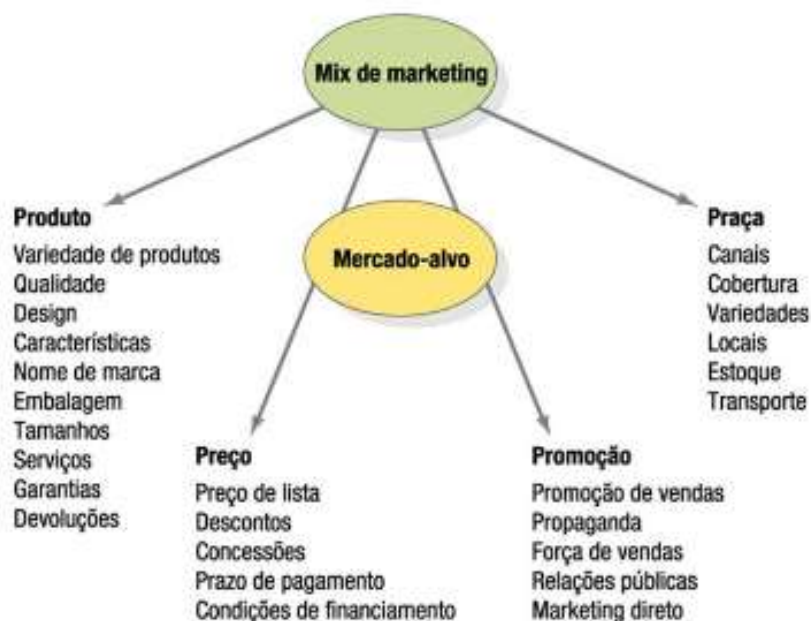 Mix de marketing
Mercado-alvo
Produto
Variedade de produtos
Qualidade
Design
Características
Nome de marca
Embalagem
Tamanhos
Serviços
Garantias
Devoluções
Preço
Preço de lista
Descontos
Concessões
Prazo de pagamento
Condições de financiamento
Promoção
Promoção de vendas
Propaganda
Força de vendas
Relações públicas
Marketing direto
Praça
Canais
Cobertura
Variedades
Locais
Estoque
Transporte